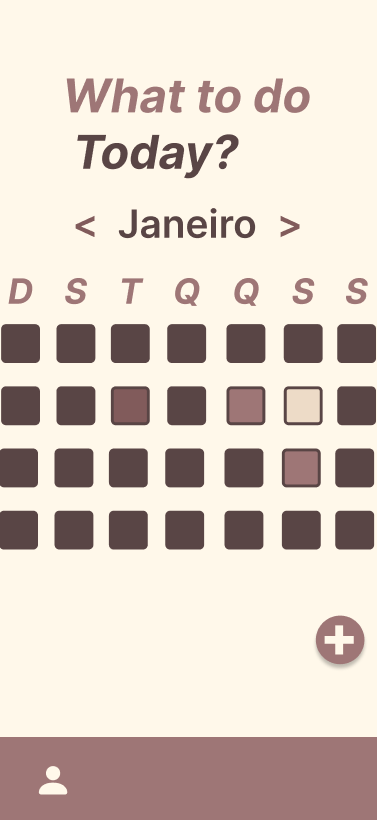 What to do
Today?
< Janeiro >
D S T Q Q S S